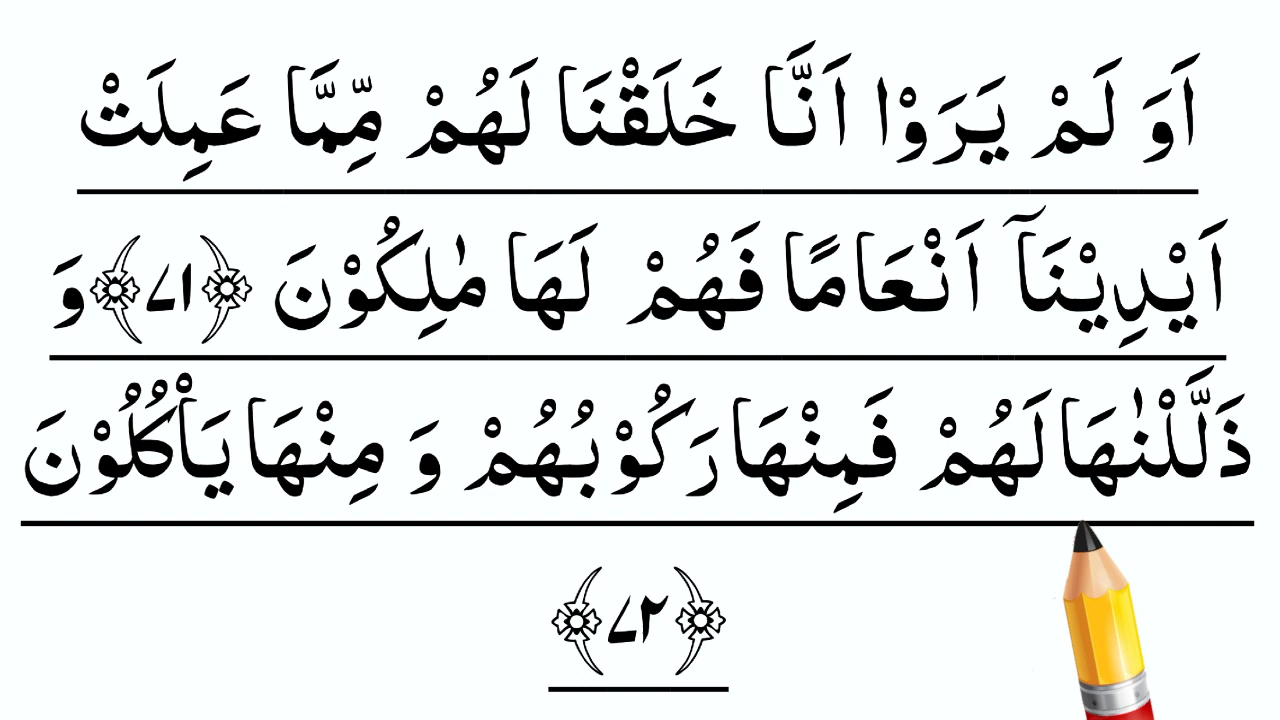 اَوَ لَمْ یَرَوْا اَنَّا خَلَقْنَا لَهُمْ مِّمَّا عَمِلَتْ
اَیْدِیْنَاۤ اَنْعَامًا فَهُمْ لَهَا مٰلِكُوْنَ ﴿۷۱﴾ وَ
ذَلَّلْنٰهَا لَهُمْ فَمِنْهَا رَكُوْبُهُمْ وَ مِنْهَا یَاْكُلُوْنَ
﴿۷۲﴾